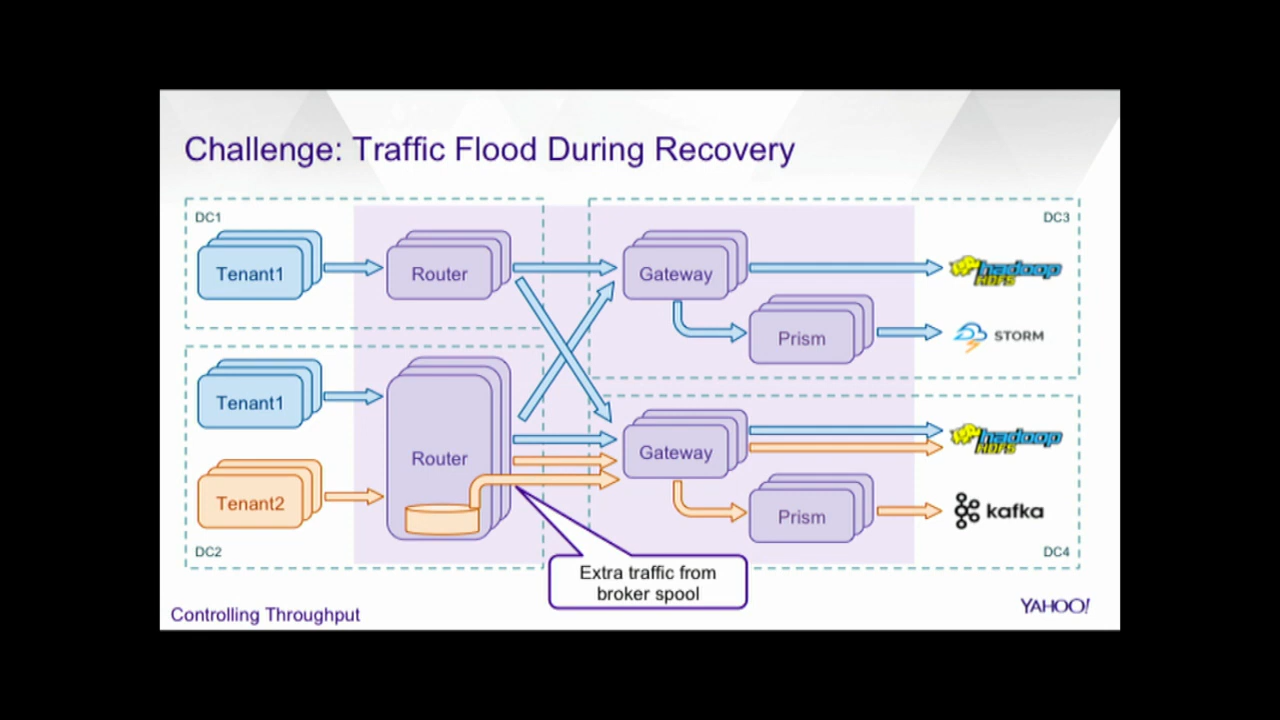 Challenge: Traffic Flood During Recovery
DC1
DC3
Tenant1
Router
Gateway
hadoop
HDFS
Prism
STORM
Tenant1
Router
Gateway
hadoop
HDFS
Tenant2
Prism
kafka
DC2
DC4
Extra traffic from
broker spool
Controlling Throughput
YAHOO!